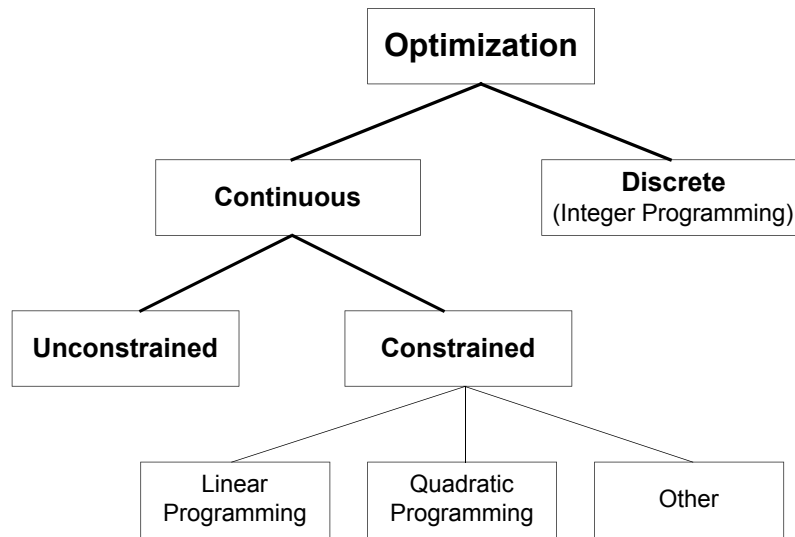 Optimization
Continuous
Discrete
(Integer Programming)
Unconstrained
Constrained
Linear
Programming
Quadratic
Programming
Other